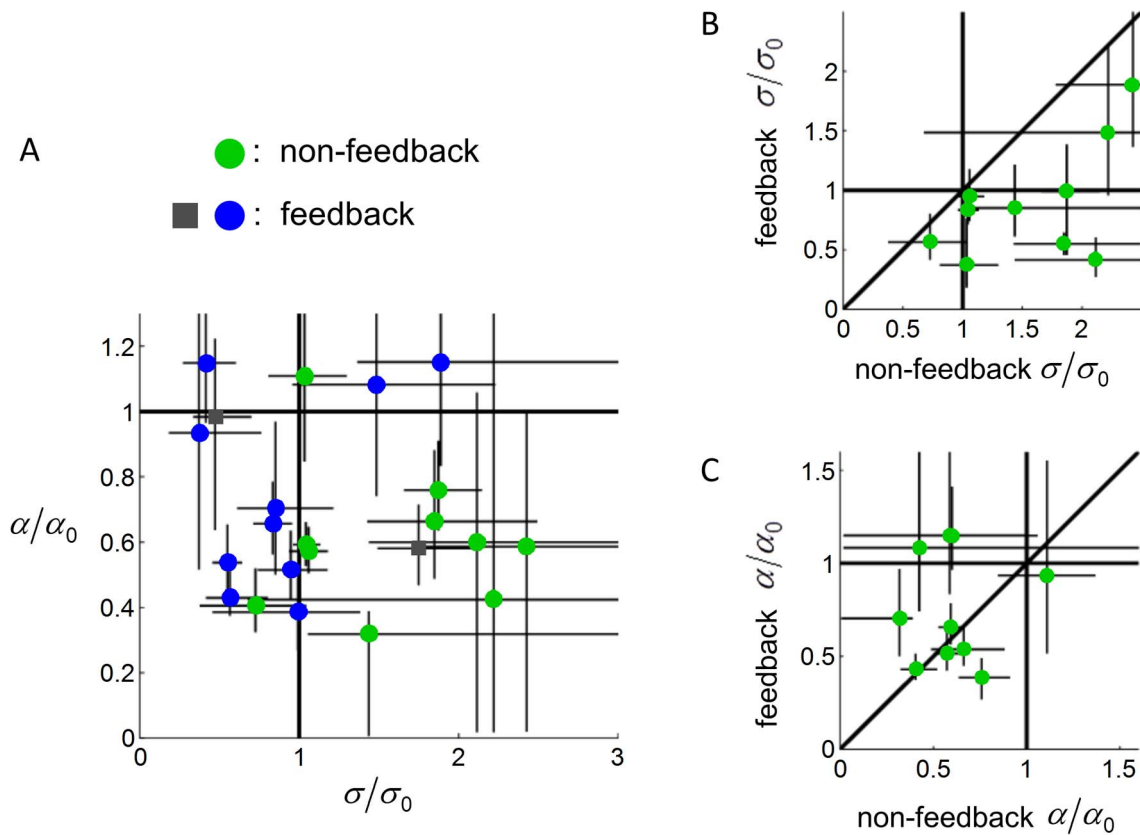 A
: non-feedback
: feedback
1.2
1
0.8
0.6
0.4
0.2
0
α/α₀
0 1 2 3
σ/σ₀
B
feedback σ/σ₀
2
1.5
1
0.5
0
0 0.5 1 1.5 2
non-feedback σ/σ₀
C
feedback α/α₀
1.5
1
0.5
0
0 0.5 1 1.5
non-feedback α/α₀